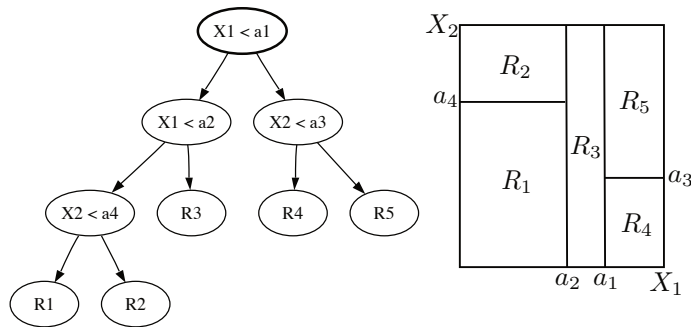 X1 < a1
X1 < a2
X2 < a3
X2 < a4
R3
R4
R5
R1
R2
X₂
R₂
a₄
R₅
R₃
R₁
a₃
R₄
a₂
a₁
X₁